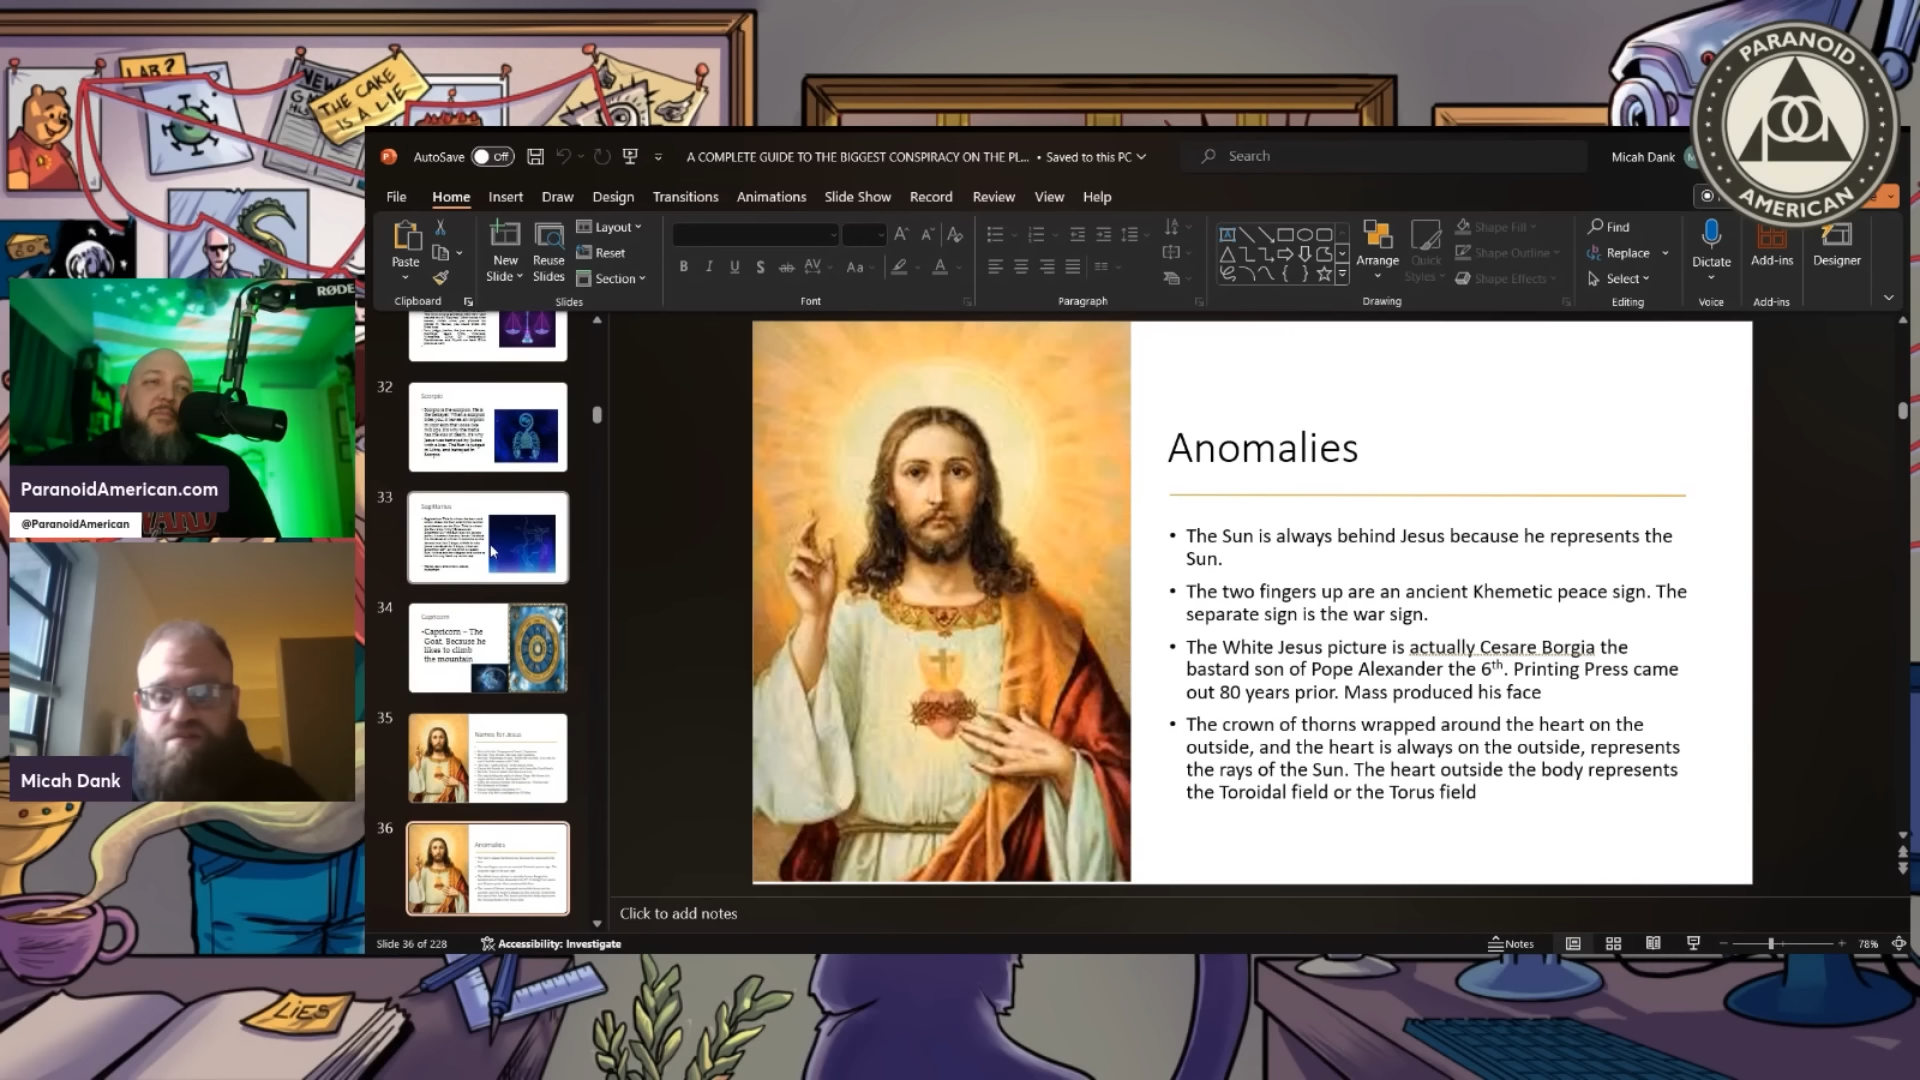 LAB?
NEW
THE CAKE
IS A LIE
PARANOID
pa
AMERICAN
AutoSave
Off
A COMPLETE GUIDE TO THE BIGGEST CONSPIRACY ON THE PL... • Saved to this PC
Search
Micah Dank
File
Home
Insert
Draw
Design
Transitions
Animations
Slide Show
Record
Review
View
Help
Paste
New
Slide
Reuse
Slides
Layout
Reset
Section
Arrange
Quick
Styles
Shape Fill
Shape Outline
Shape Effects
Find
Replace
Select
Dictate
Add-ins
Designer
Clipboard
Slides
Font
Paragraph
Drawing
Editing
Voice
Add-ins
RØDE
ParanoidAmerican.com
@ParanoidAmerican
Micah Dank
32
Scorpio
33
Sagittarius
34
Capricorn
•Capricorn – The
Goat. Because he
likes to climb
the mountain
35
Names for Jesus
36
Anomalies
Anomalies
• The Sun is always behind Jesus because he represents the
Sun.
• The two fingers up are an ancient Khemetic peace sign. The
separate sign is the war sign.
• The White Jesus picture is actually Cesare Borgia the
bastard son of Pope Alexander the 6th. Printing Press came
out 80 years prior. Mass produced his face
• The crown of thorns wrapped around the heart on the
outside, and the heart is always on the outside, represents
the rays of the Sun. The heart outside the body represents
the Toroidal field or the Torus field
Click to add notes
Slide 36 of 228
Accessibility: Investigate
Notes
78%
LIES